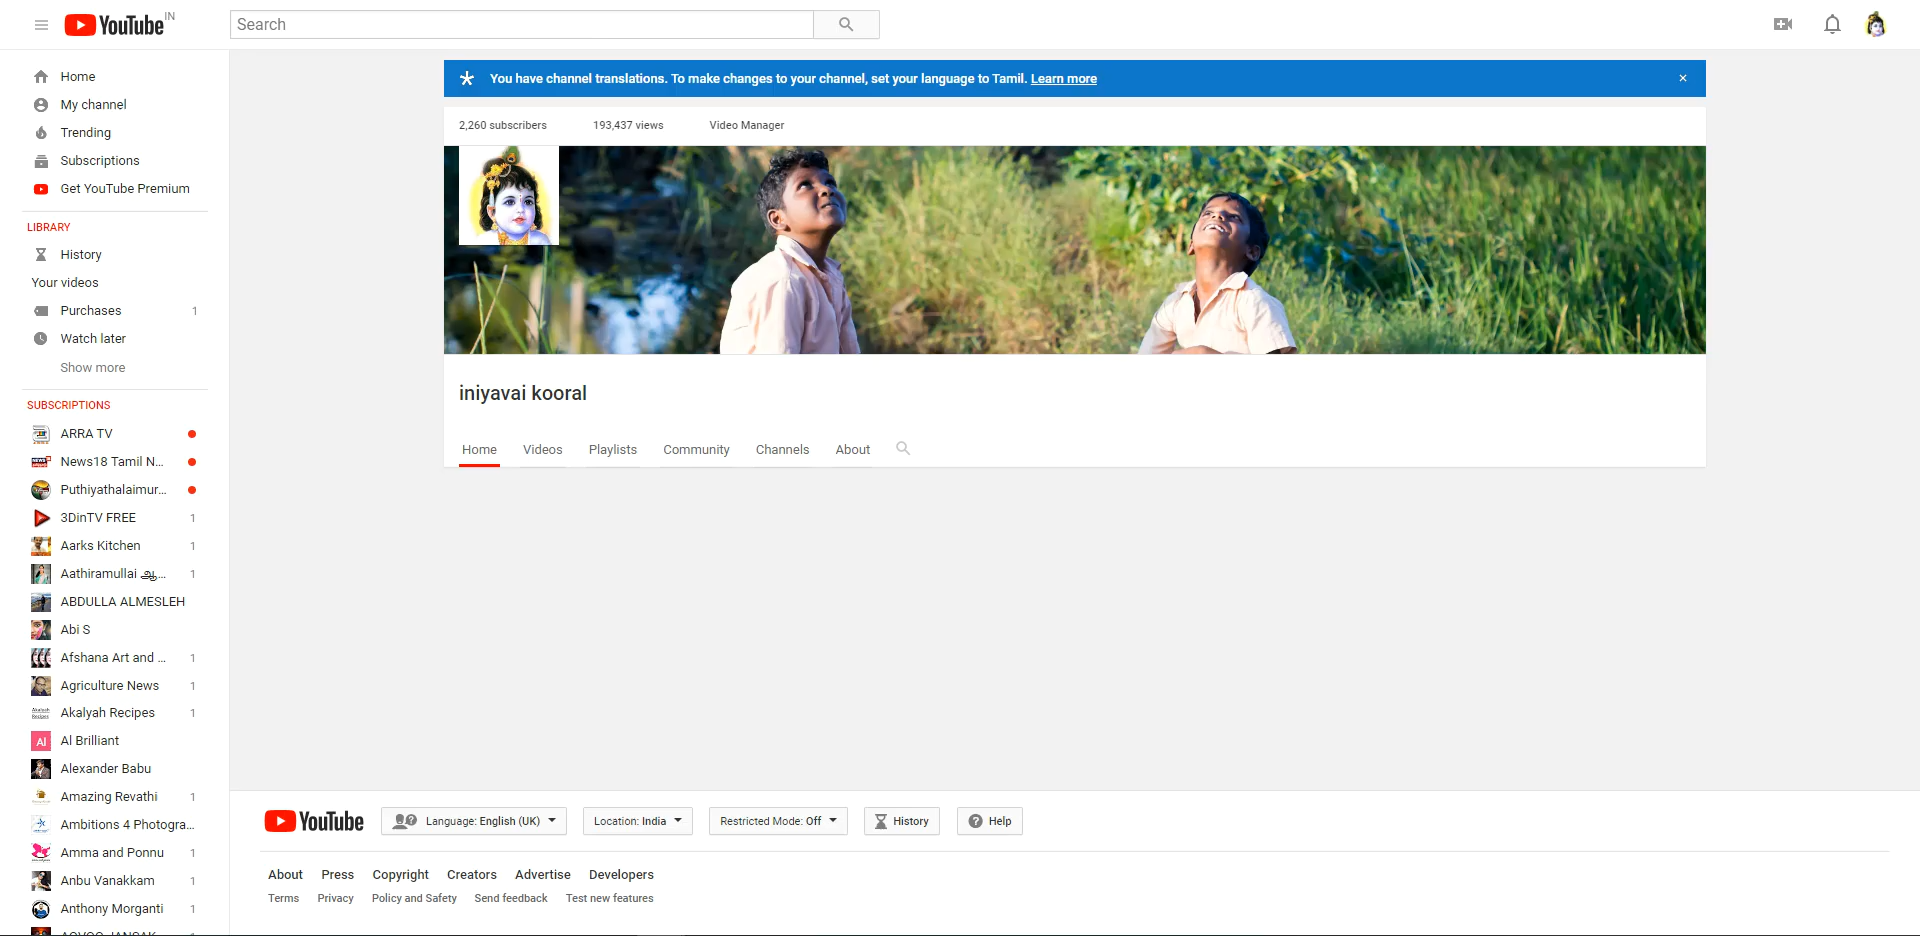 YouTube IN
Search
Home
My channel
Trending
Subscriptions
Get YouTube Premium
LIBRARY
History
Your videos
Purchases 1
Watch later
Show more
SUBSCRIPTIONS
ARRA TV
News18 Tamil N...
Puthiyathalaimur...
3DinTV FREE 1
Aarks Kitchen 1
Aathiramullai ஆ... 1
ABDULLA ALMESLEH
Abi S
Afshana Art and ... 1
Agriculture News 1
Akalyah Recipes 1
Al
Al Brilliant
Alexander Babu
Amazing Revathi 1
Ambitions 4 Photogra...
Amma and Ponnu 1
Anbu Vanakkam 1
Anthony Morganti 1
You have channel translations. To make changes to your channel, set your language to Tamil. Learn more ×
2,260 subscribers 193,437 views Video Manager
iniyavai kooral
Home Videos Playlists Community Channels About
YouTube Language: English (UK) Location: India Restricted Mode: Off History Help
About Press Copyright Creators Advertise Developers
Terms Privacy Policy and Safety Send feedback Test new features